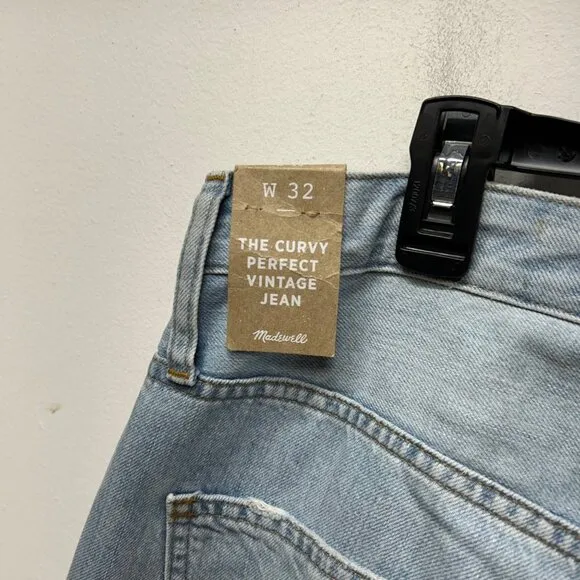 W 32
THE CURVY
PERFECT
VINTAGE
JEAN
Madewell